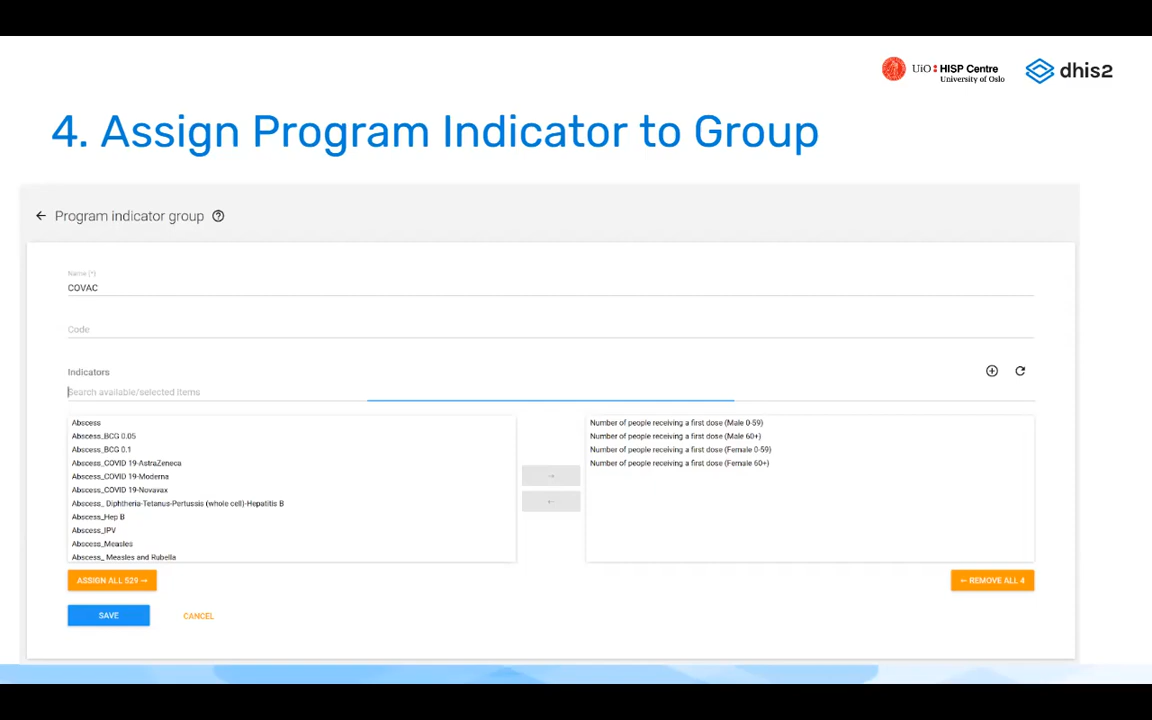 UiO HISP Centre
University of Oslo
dhis2
4. Assign Program Indicator to Group
Program indicator group
Name (*)
COVAC
Code
Indicators
Search available/selected items
Abscess
Abscess_BCG 0.05
Abscess_BCG 0.1
Abscess_COVID 19-AstraZeneca
Abscess_COVID 19-Moderna
Abscess_COVID 19-Novavax
Abscess_ Diphtheria-Tetanus-Pertussis (whole cell)-Hepatitis B
Abscess_Hep B
Abscess_IPV
Abscess_Measles
Abscess_ Measles and Rubella
Number of people receiving a first dose (Male 0-59)
Number of people receiving a first dose (Male 60+)
Number of people receiving a first dose (Female 0-59)
Number of people receiving a first dose (Female 60+)
ASSIGN ALL 529 →
← REMOVE ALL 4
SAVE
CANCEL